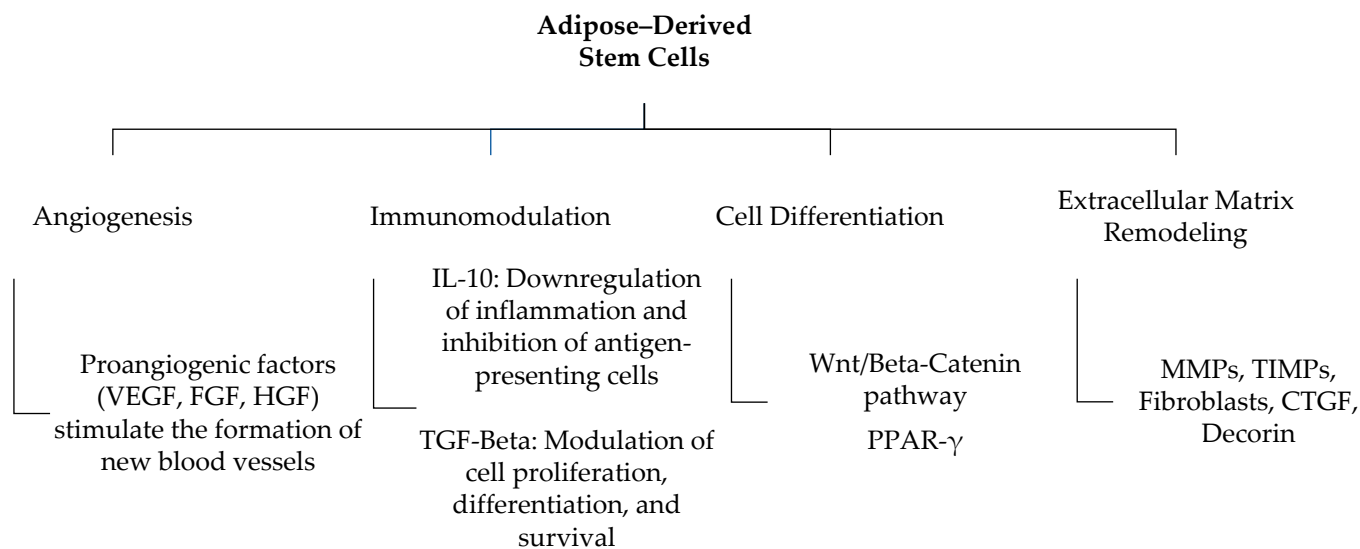 Adipose–Derived
Stem Cells
Angiogenesis
Immunomodulation
Cell Differentiation
Extracellular Matrix
Remodeling
Proangiogenic factors
(VEGF, FGF, HGF)
stimulate the formation of
new blood vessels
IL-10: Downregulation
of inflammation and
inhibition of antigen-
presenting cells
TGF-Beta: Modulation of
cell proliferation,
differentiation, and
survival
Wnt/Beta-Catenin
pathway
PPAR-γ
MMPs, TIMPs,
Fibroblasts, CTGF,
Decorin